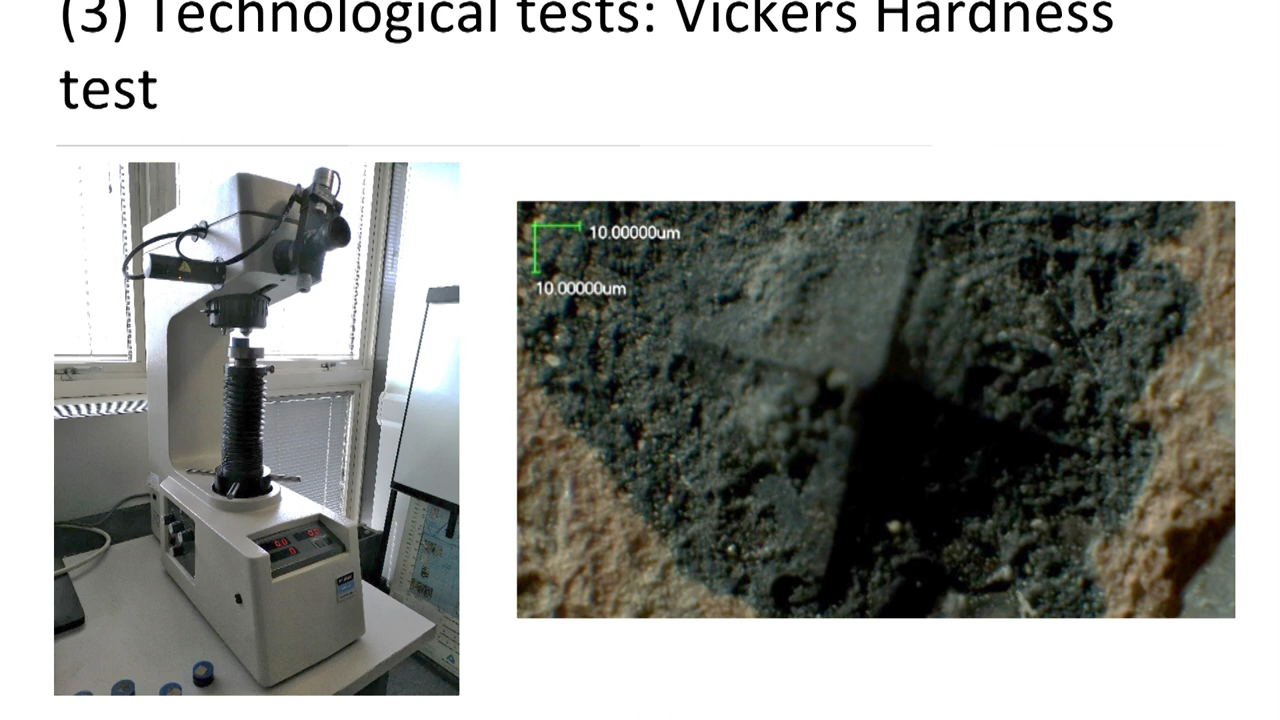 (3) Technological tests: Vickers Hardness
test
10.00000um
10.00000um